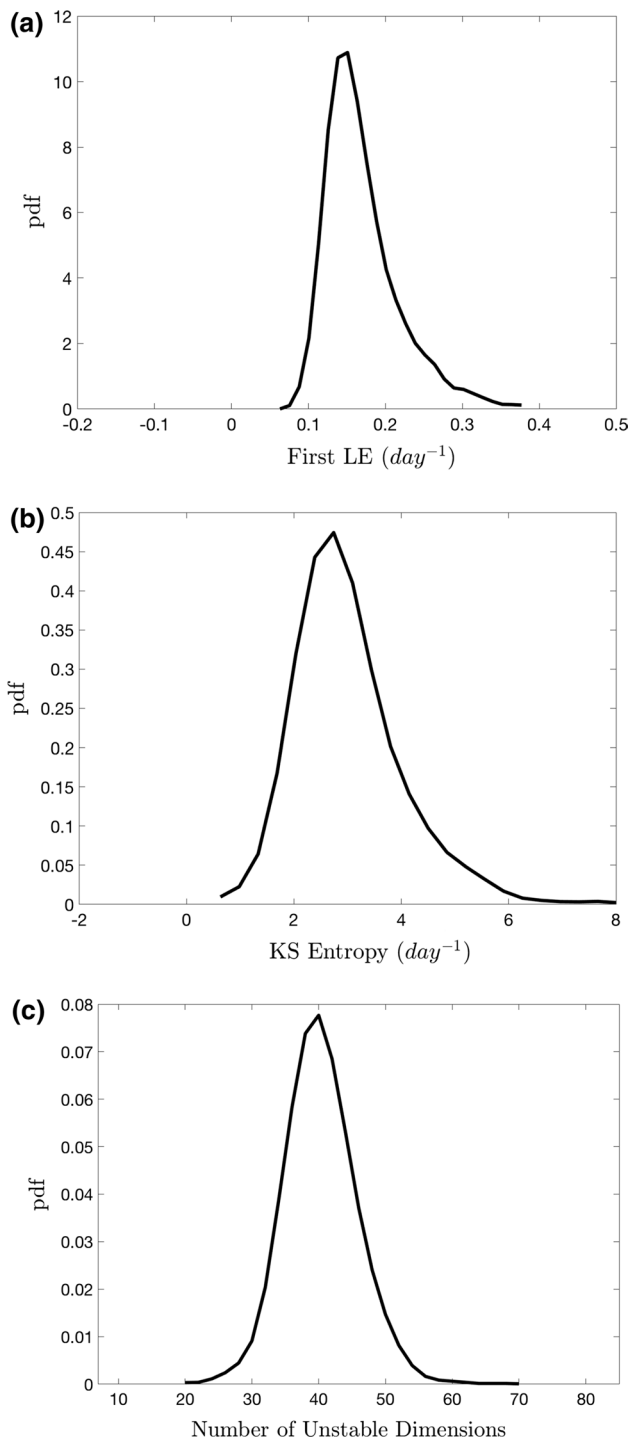 (a)
12
10
8
6
4
2
0
pdf
-0.2 -0.1 0 0.1 0.2 0.3 0.4 0.5
First LE (day⁻¹)
(b)
0.5
0.45
0.4
0.35
0.3
0.25
0.2
0.15
0.1
0.05
0
pdf
-2 0 2 4 6 8
KS Entropy (day⁻¹)
(c)
0.08
0.07
0.06
0.05
0.04
0.03
0.02
0.01
0
pdf
10 20 30 40 50 60 70 80
Number of Unstable Dimensions